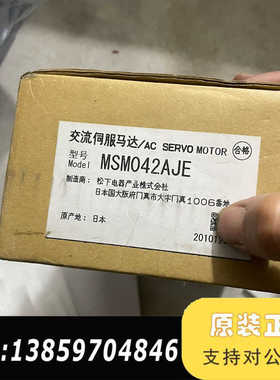 交流伺服马达/AC SERVO MOTOR 合格
型号
Model MSM042AJE
制造商： 松下电器产业株式会社
日本国大阪府门真市大字门真1006番地
原产地： 日本
原装正
:13859704846
支持对公